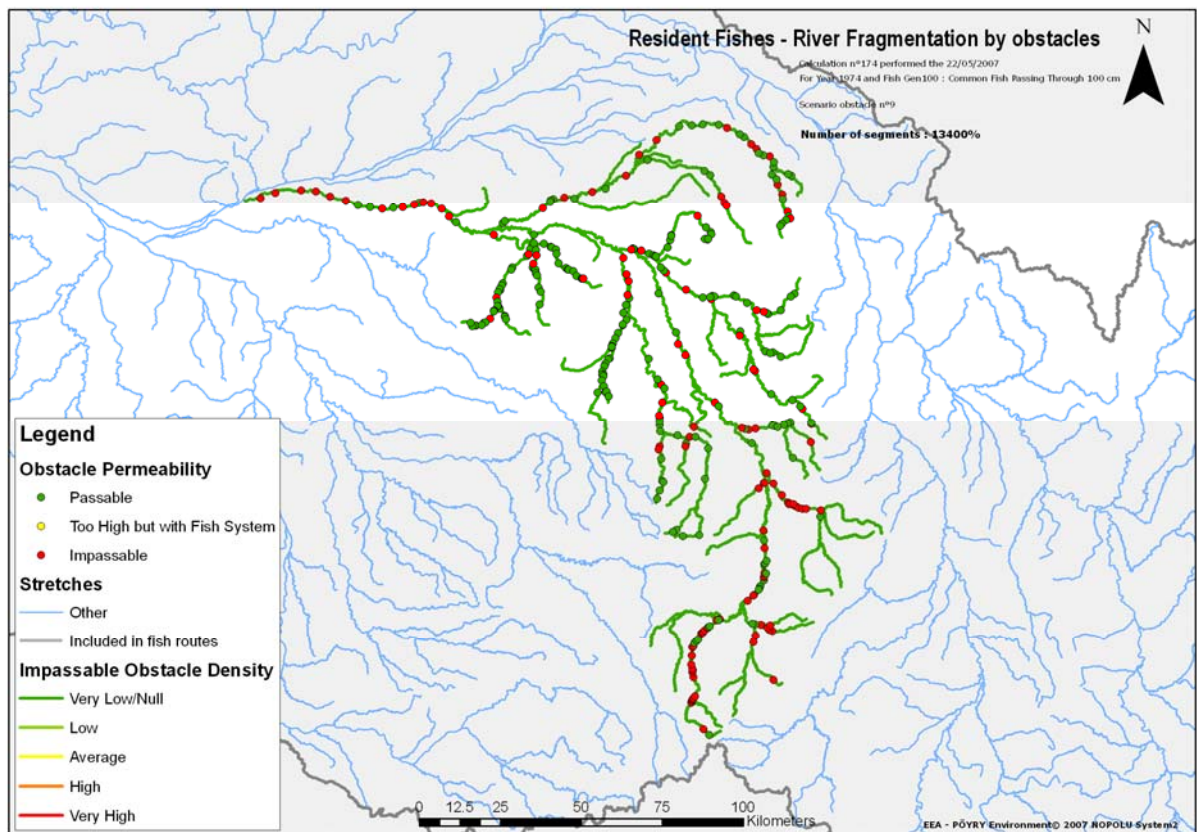 Resident Fishes - River Fragmentation by obstacles
N
Calculation n°174 performed the 22/05/2007
For Year 1974 and Fish Gen100 : Common Fish Passing Through 100 cm
Scenario obstacle n°9
Number of segments : 13400%
Legend
Obstacle Permeability
Passable
Too High but with Fish System
Impassable
Stretches
Other
Included in fish routes
Impassable Obstacle Density
Very Low/Null
Low
Average
High
Very High
0 12.5 25 50 75 100
Kilometers
EEA - PÖYRY Environment© 2007 NOPOLU System2